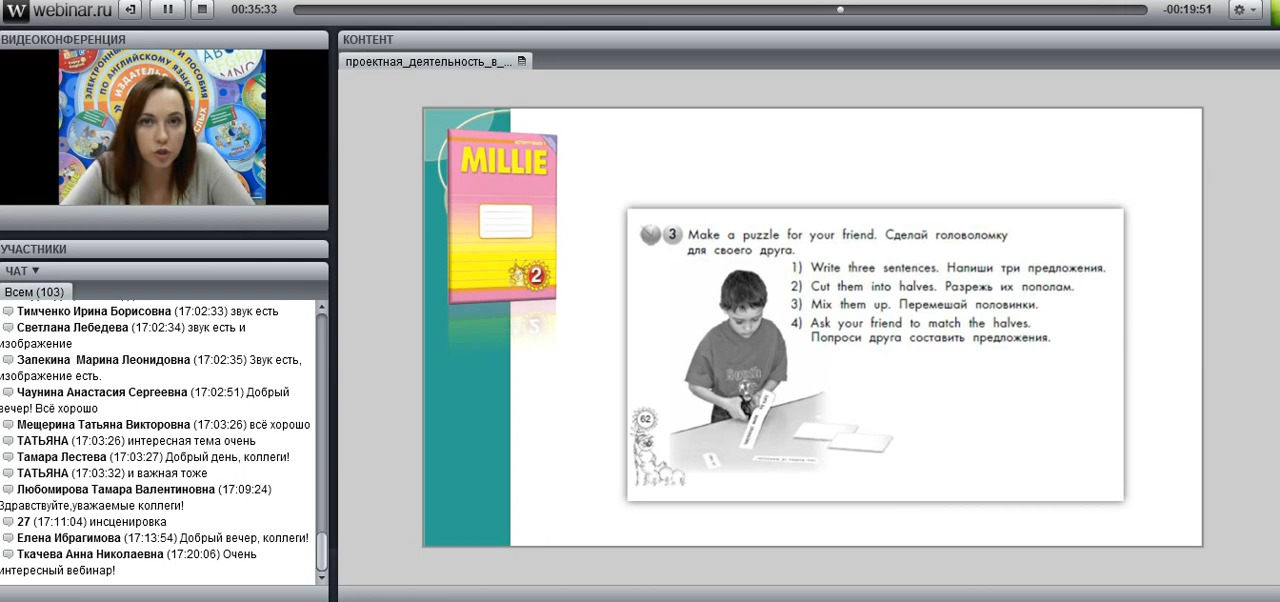 webinar.ru
00:35:33
-00:19:51
ВИДЕОКОНФЕРЕНЦИЯ
ЭЛЕКТРОННЫЕ
И ПОСОБИЯ
ПО АНГЛИЙСКОМУ ЯЗЫКУ
УЧАСТНИКИ
ЧАТ
Всем (103)
Тимченко Ирина Борисовна (17:02:33) звук есть
Светлана Лебедева (17:02:34) звук есть и
изображение
Запекина Марина Леонидовна (17:02:35) Звук есть,
изображение есть.
Чаунина Анастасия Сергеевна (17:02:51) Добрый
вечер! Всё хорошо
Мещерина Татьяна Викторовна (17:03:26) всё хорошо
ТАТЬЯНА (17:03:26) интересная тема очень
Тамара Лестева (17:03:27) Добрый день, коллеги!
ТАТЬЯНА (17:03:32) и важная тоже
Любомирова Тамара Валентиновна (17:09:24)
Здравствуйте,уважаемые коллеги!
27 (17:11:04) инсценировка
Елена Ибрагимова (17:13:54) Добрый вечер, коллеги!
Ткачева Анна Николаевна (17:20:06) Очень
интересный вебинар!
КОНТЕНТ
проектная_деятельность_в_...
MILLIE
2
3 Make a puzzle for your friend. Сделай головоломку
для своего друга.
1) Write three sentences. Напиши три предложения.
2) Cut them into halves. Разрежь их пополам.
3) Mix them up. Перемешай половинки.
4) Ask your friend to match the halves.
Попроси друга составить предложения.
62